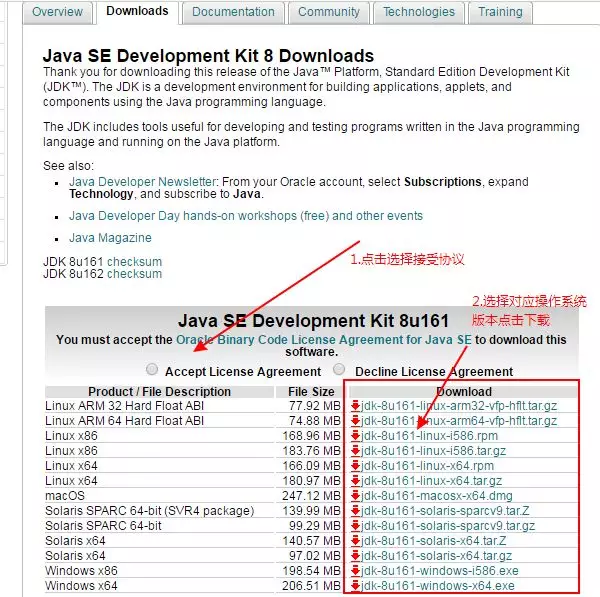 Overview Downloads Documentation Community Technologies Training
Java SE Development Kit 8 Downloads
Thank you for downloading this release of the Java™ Platform, Standard Edition Development Kit
(JDK™). The JDK is a development environment for building applications, applets, and
components using the Java programming language.
The JDK includes tools useful for developing and testing programs written in the Java programming
language and running on the Java platform.
See also:
Java Developer Newsletter: From your Oracle account, select Subscriptions, expand
Technology, and subscribe to Java.
Java Developer Day hands-on workshops (free) and other events
Java Magazine
JDK 8u161 checksum
JDK 8u162 checksum
1.点击选择接受协议
2.选择对应操作系统
版本点击下载
Java SE Development Kit 8u161
You must accept the Oracle Binary Code License Agreement for Java SE to download this
software.
Accept License Agreement Decline License Agreement
Product / File Description File Size Download
Linux ARM 32 Hard Float ABI 77.92 MB jdk-8u161-linux-arm32-vfp-hflt.tar.gz
Linux ARM 64 Hard Float ABI 74.88 MB jdk-8u161-linux-arm64-vfp-hflt.tar.gz
Linux x86 168.96 MB jdk-8u161-linux-i586.rpm
Linux x86 183.76 MB jdk-8u161-linux-i586.tar.gz
Linux x64 166.09 MB jdk-8u161-linux-x64.rpm
Linux x64 180.97 MB jdk-8u161-linux-x64.tar.gz
macOS 247.12 MB jdk-8u161-macosx-x64.dmg
Solaris SPARC 64-bit (SVR4 package) 139.99 MB jdk-8u161-solaris-sparcv9.tar.Z
Solaris SPARC 64-bit 99.29 MB jdk-8u161-solaris-sparcv9.tar.gz
Solaris x64 140.57 MB jdk-8u161-solaris-x64.tar.Z
Solaris x64 97.02 MB jdk-8u161-solaris-x64.tar.gz
Windows x86 198.54 MB jdk-8u161-windows-i586.exe
Windows x64 206.51 MB jdk-8u161-windows-x64.exe